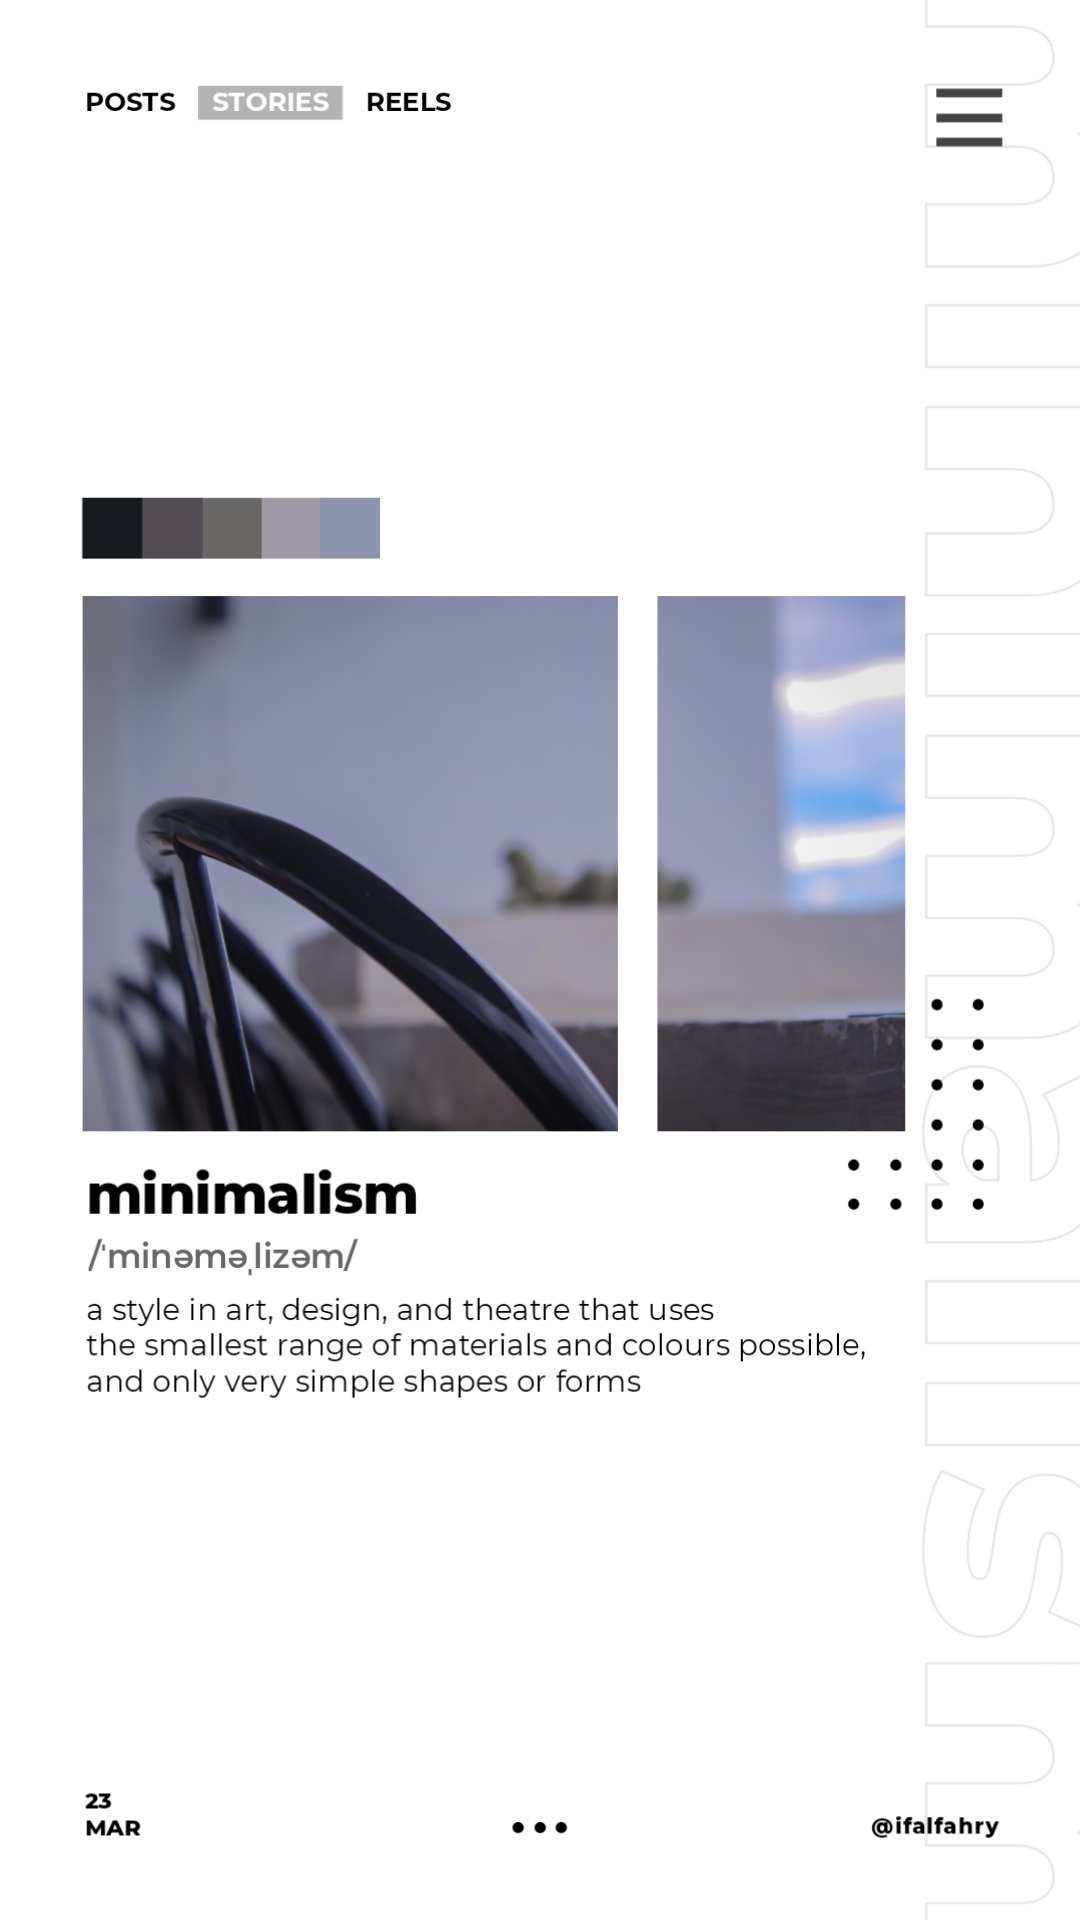 POSTS STORIES REELS
minimalism
/ˈminəməˌlizəm/
a style in art, design, and theatre that uses
the smallest range of materials and colours possible,
and only very simple shapes or forms
minimalism
23
MAR
@ifalfahry